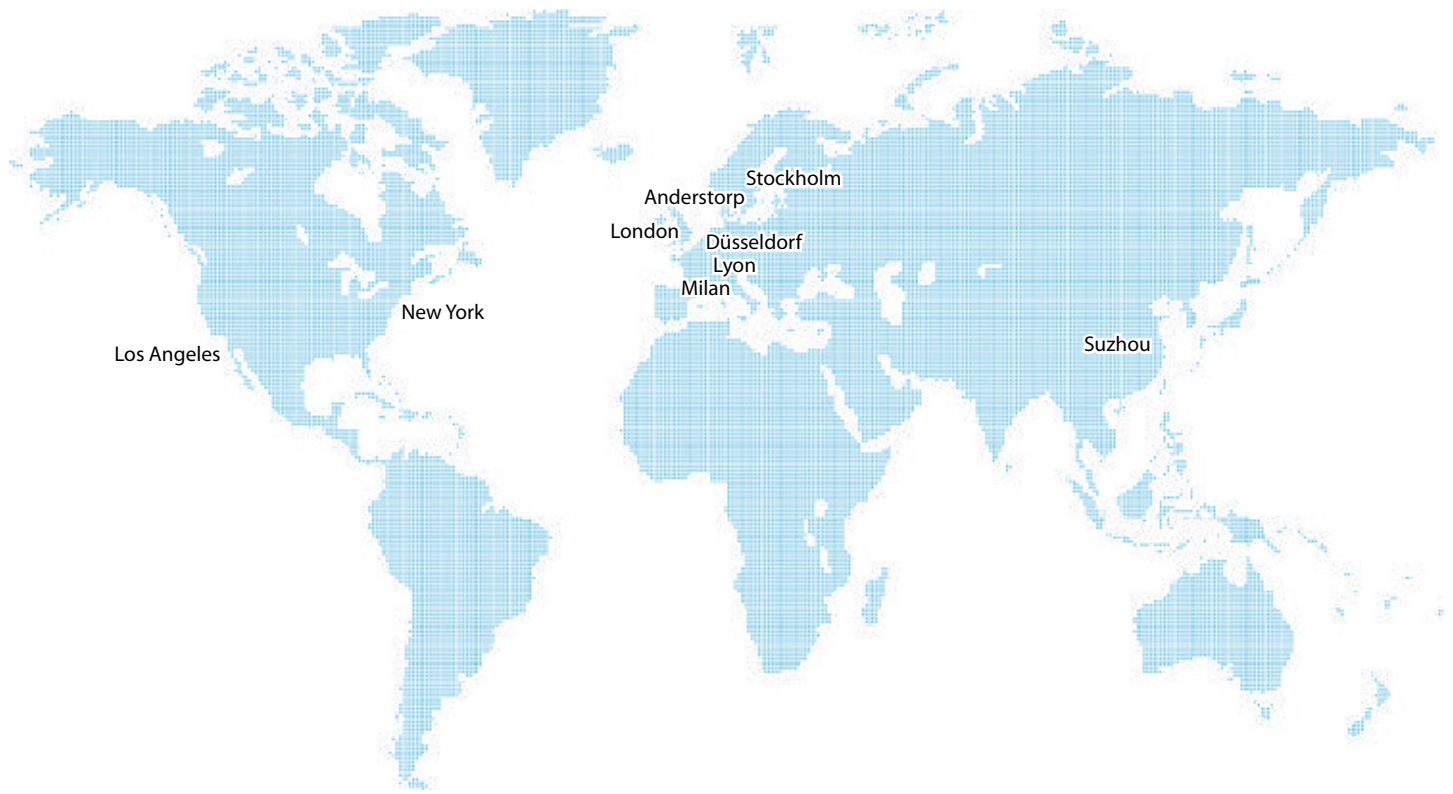 Stockholm
Anderstorp
London
Düsseldorf
Lyon
Milan
New York
Suzhou
Los Angeles